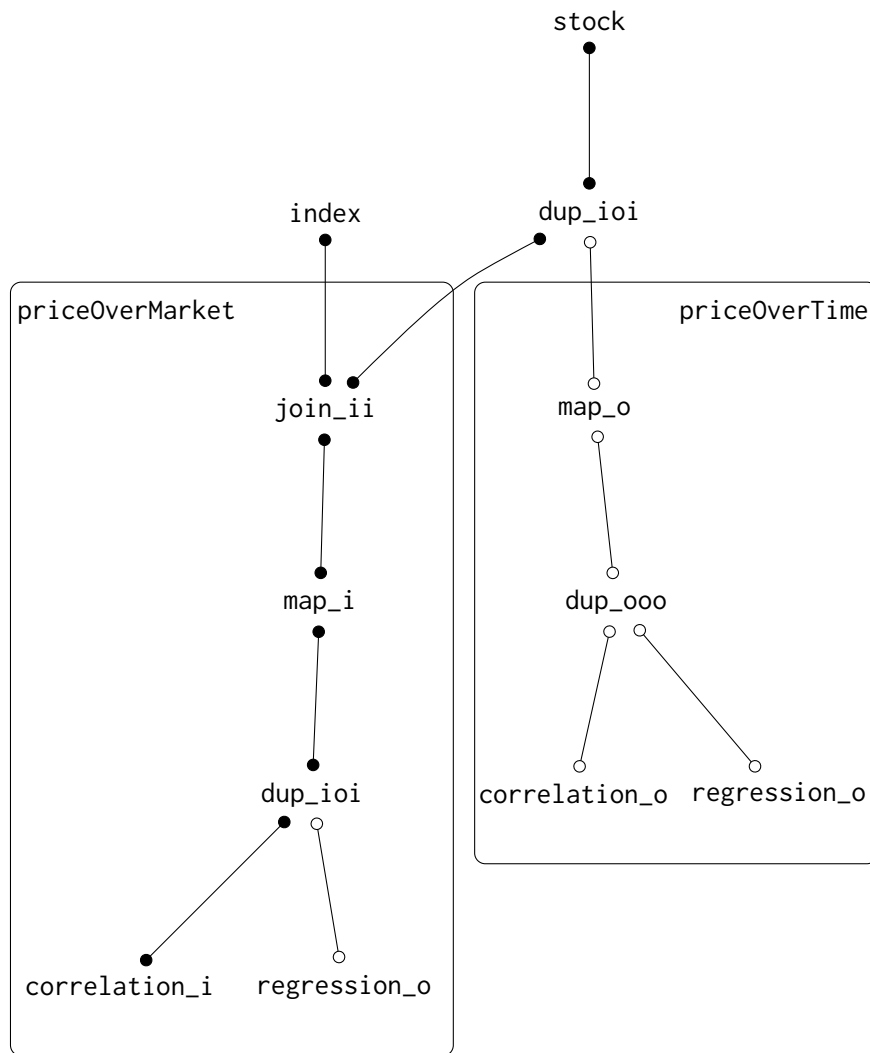 stock
index
dup_ioi
priceOverMarket
priceOverTime
join_ii
map_o
map_i
dup_ooo
dup_ioi
correlation_o
regression_o
correlation_i
regression_o